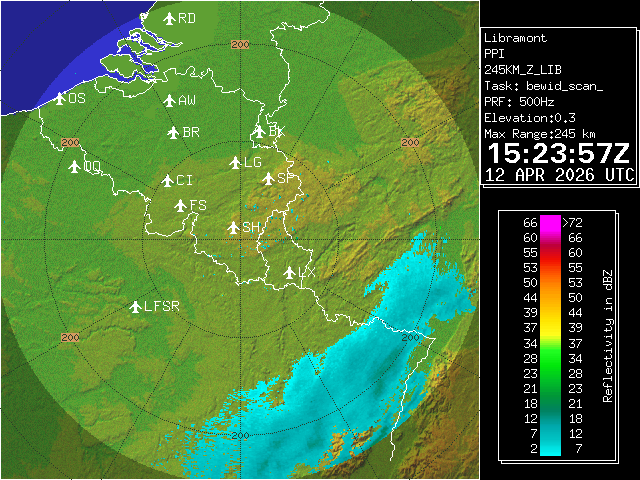 RD
200
OS
AW
BR
BK
200
200
OQ
LG
CI
SP
FS
SH
LX
LFSR
200
200
200
Libramont
PPI
245KM_Z_LIB
Task: bewid_scan_
PRF: 500Hz
Elevation:0.3
Max Range:245 km
15:23:57Z
12 APR 2026 UTC
66 >72
60 66
55 60
53 55
50 53
44 50
39 44
37 39
34 37
28 34
23 28
21 23
18 21
12 18
7 12
2 7
Reflectivity in dBZ